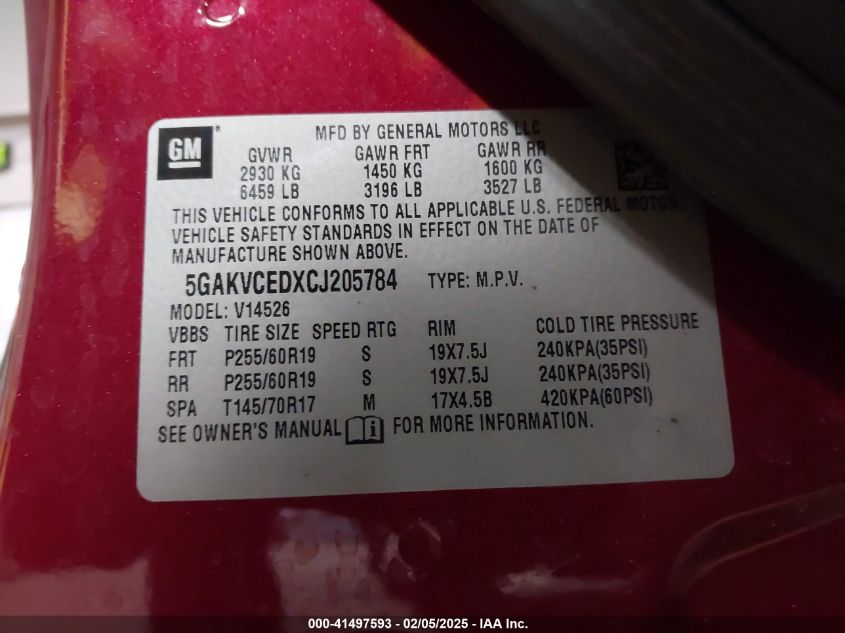 GM
MFD BY GENERAL MOTORS LLC
GVWR GAWR FRT GAWR RR
2930 KG 1450 KG 1600 KG
6459 LB 3196 LB 3527 LB
THIS VEHICLE CONFORMS TO ALL APPLICABLE U.S. FEDERAL MOTOR
VEHICLE SAFETY STANDARDS IN EFFECT ON THE DATE OF
MANUFACTURE SHOWN ABOVE.
5GAKVCEDXCJ205784 TYPE: M.P.V.
MODEL: V14526
VBBS TIRE SIZE SPEED RTG RIM COLD TIRE PRESSURE
FRT P255/60R19 S 19X7.5J 240KPA(35PSI)
RR P255/60R19 S 19X7.5J 240KPA(35PSI)
SPA T145/70R17 M 17X4.5B 420KPA(60PSI)
SEE OWNER'S MANUAL FOR MORE INFORMATION.
000-41497593 - 02/05/2025 - IAA Inc.